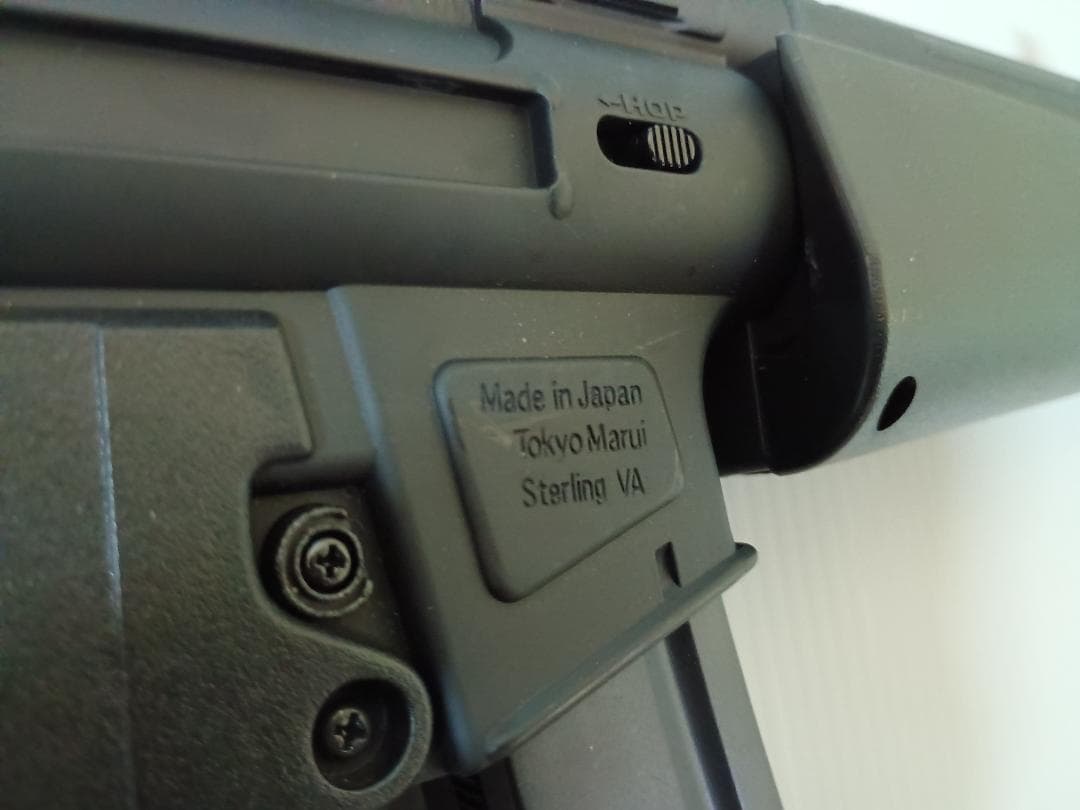 ←HOP
Made in Japan
Tokyo Marui
Sterling VA